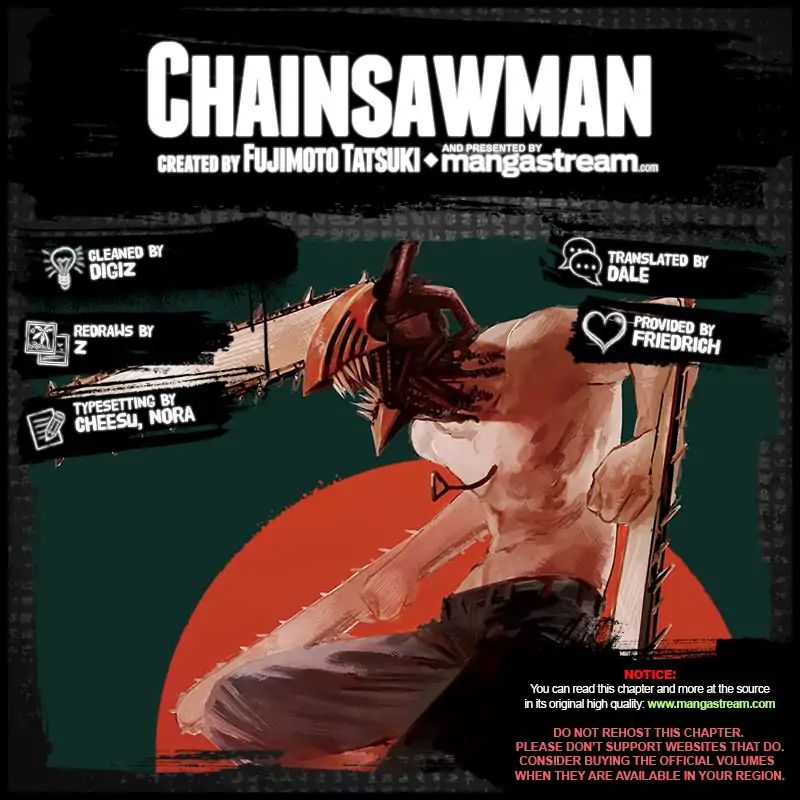 CHAINSAWMAN
CREATED BY FUJIMOTO TATSUKI ◆ AND PRESENTED BY mangastream.com
CLEANED BY
DIGIZ
REDRAWS BY
Z
TYPESETTING BY
CHEESU, NORA
TRANSLATED BY
DALE
PROVIDED BY
FRIEDRICH
NOTICE:
You can read this chapter and more at the source
in its original high quality: www.mangastream.com
DO NOT REHOST THIS CHAPTER.
PLEASE DON'T SUPPORT WEBSITES THAT DO.
CONSIDER BUYING THE OFFICIAL VOLUMES
WHEN THEY ARE AVAILABLE IN YOUR REGION.